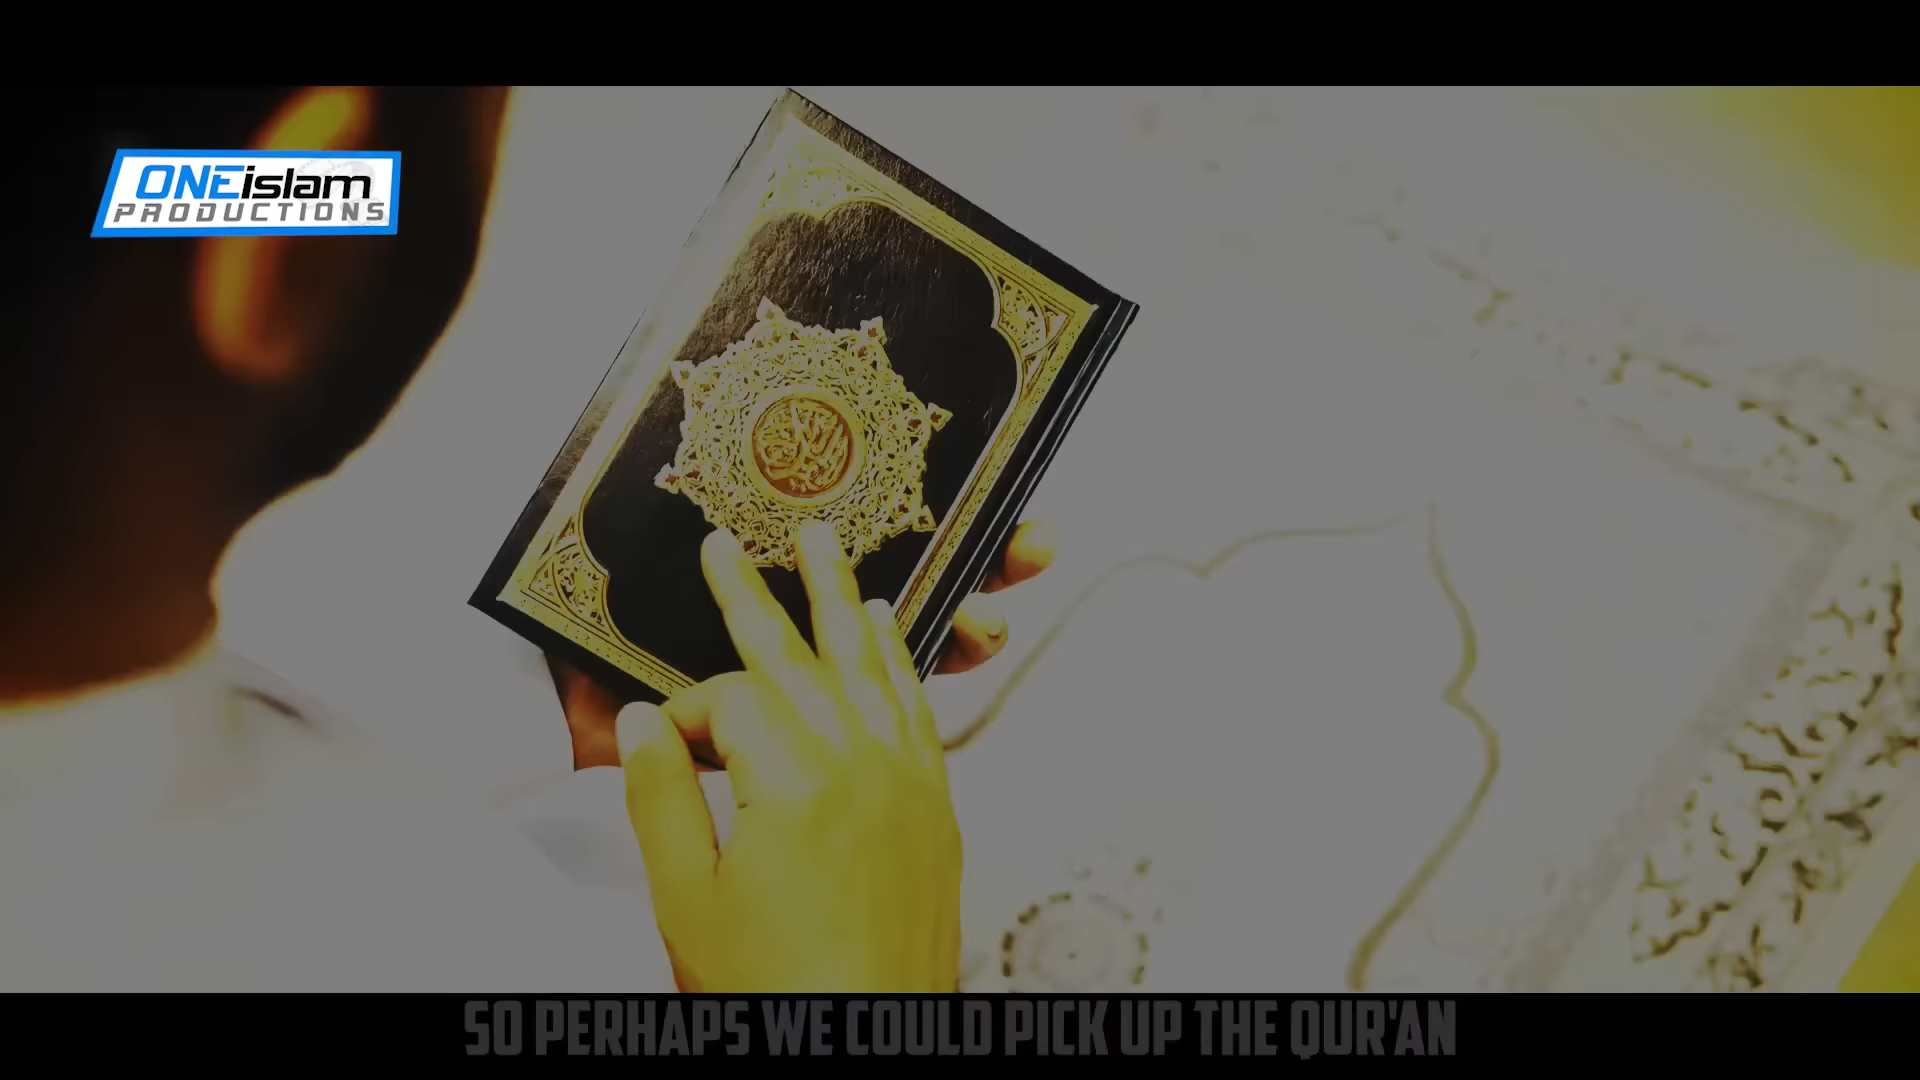 ONEislam
PRODUCTIONS
SO PERHAPS WE COULD PICK UP THE QUR'AN